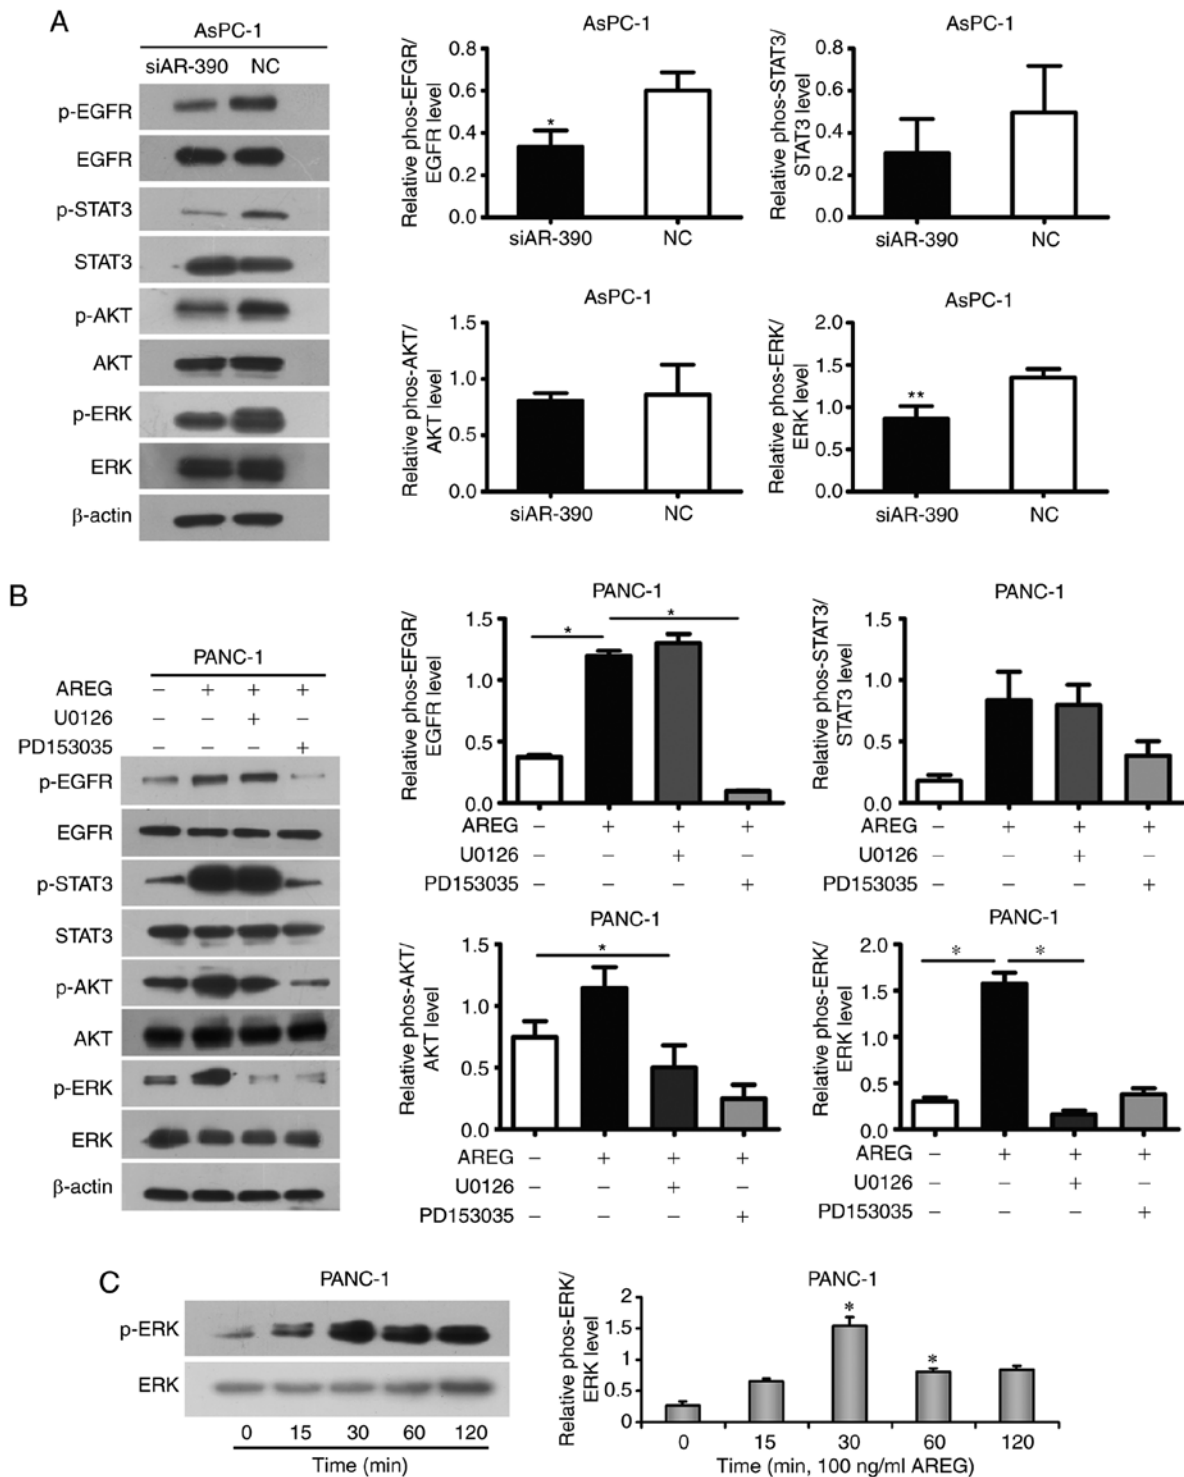 A
AsPC-1
siAR-390 NC
p-EGFR
EGFR
p-STAT3
STAT3
p-AKT
AKT
p-ERK
ERK
β-actin
AsPC-1
Relative phos-EFGR/
EGFR level
0.8
0.6
0.4
0.2
0.0
*
siAR-390 NC
AsPC-1
Relative phos-STAT3/
STAT3 level
0.8
0.6
0.4
0.2
0.0
siAR-390 NC
AsPC-1
Relative phos-AKT/
AKT level
1.5
1.0
0.5
0.0
siAR-390 NC
AsPC-1
Relative phos-ERK/
ERK level
2.0
1.5
1.0
0.5
0.0
**
siAR-390 NC
B
PANC-1
AREG – + + +
U0126 – – + –
PD153035 – – – +
p-EGFR
EGFR
p-STAT3
STAT3
p-AKT
AKT
p-ERK
ERK
β-actin
PANC-1
Relative phos-EFGR/
EGFR level
1.5
1.0
0.5
0.0
* *
AREG – + + +
U0126 – – + –
PD153035 – – – +
PANC-1
Relative phos-STAT3/
STAT3 level
1.5
1.0
0.5
0.0
AREG – + + +
U0126 – – + –
PD153035 – – – +
PANC-1
Relative phos-AKT/
AKT level
1.5
1.0
0.5
0.0
*
AREG – + + +
U0126 – – + –
PD153035 – – – +
PANC-1
Relative phos-ERK/
ERK level
2.0
1.5
1.0
0.5
0.0
* *
AREG – + + +
U0126 – – + –
PD153035 – – – +
C
PANC-1
p-ERK
ERK
0 15 30 60 120
Time (min)
PANC-1
Relative phos-ERK/
ERK level
2
1.5
1
0.5
0
* *
0 15 30 60 120
Time (min, 100 ng/ml AREG)